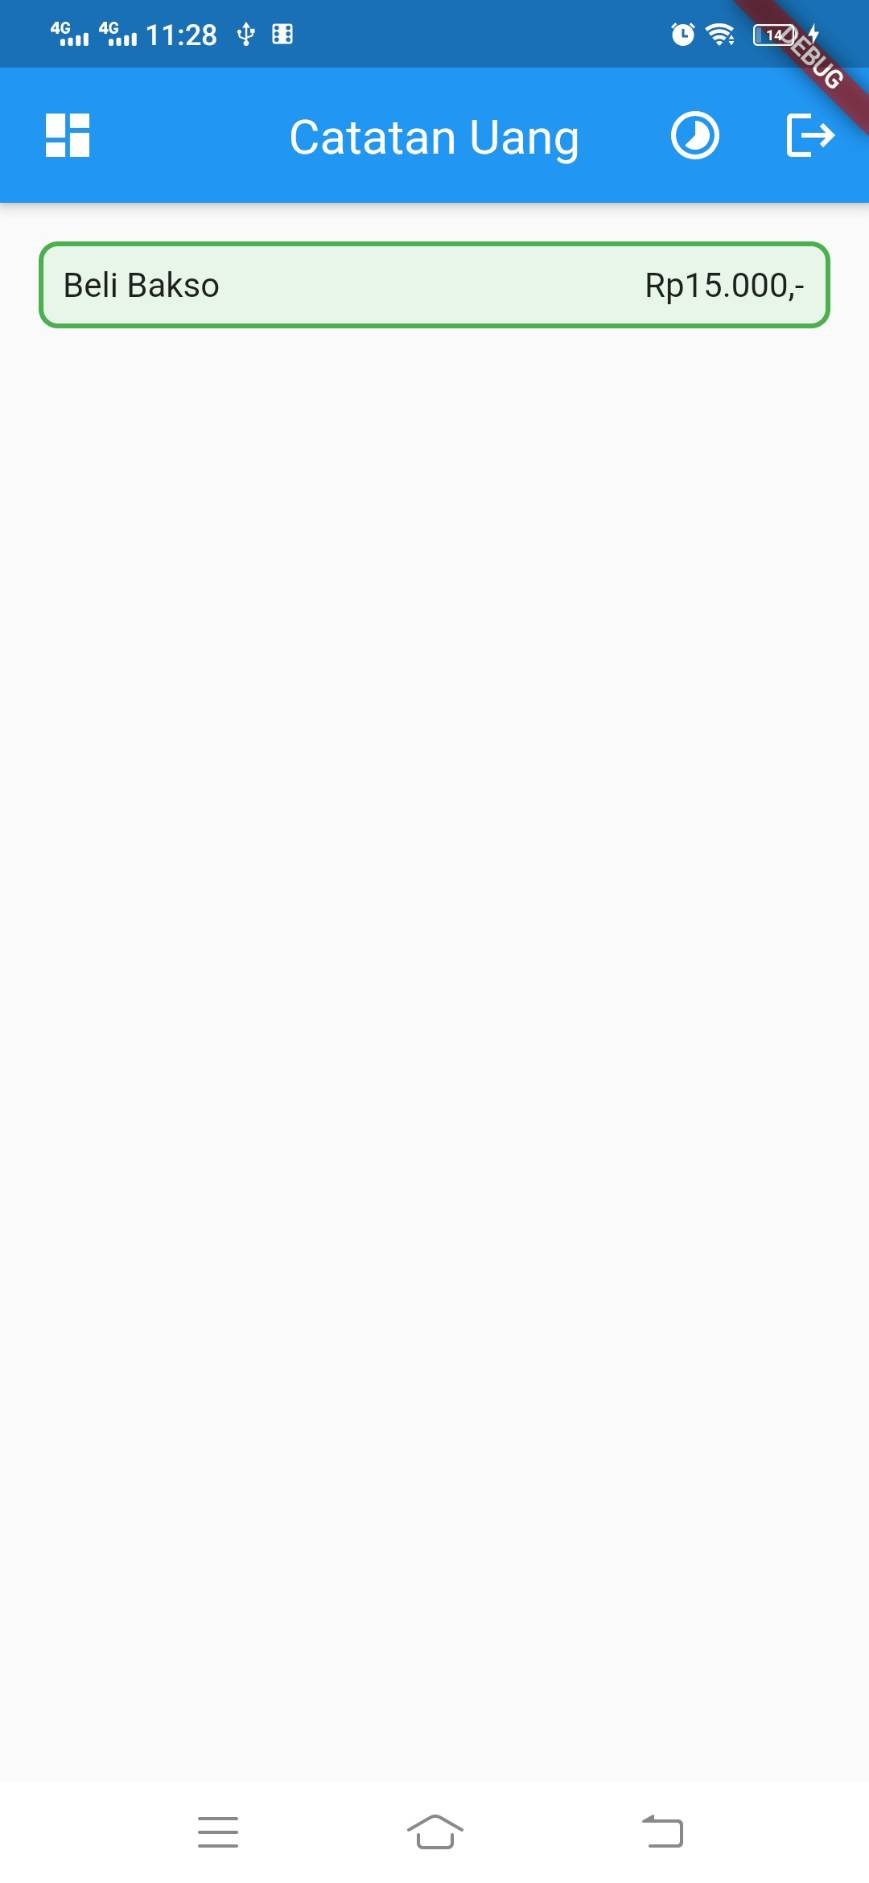 4G 4G 11:28 14
DEBUG
Catatan Uang
Beli Bakso Rp15.000,-